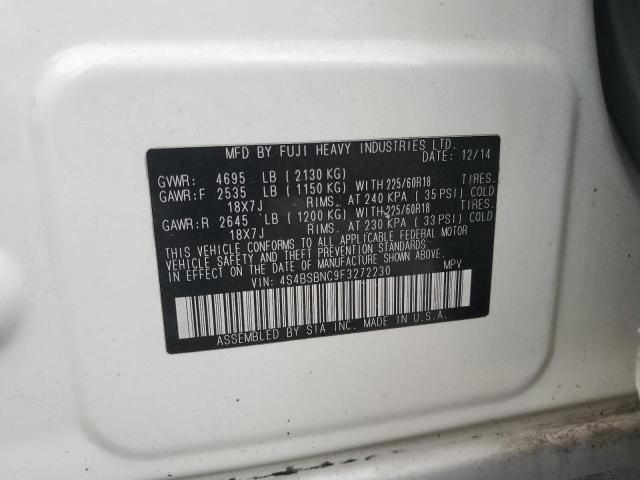 MFD BY FUJI HEAVY INDUSTRIES LTD.
DATE: 12/14
GVWR: 4695 LB (2130 KG)
GAWR:F 2535 LB (1150 KG) WITH 225/60R18 TIRES.
18X7J RIMS. AT 240 KPA (35 PSI) COLD
GAWR:R 2645 LB (1200 KG) WITH 225/60R18 TIRES.
18X7J RIMS. AT 230 KPA (33 PSI) COLD
THIS VEHICLE CONFORMS TO ALL APPLICABLE FEDERAL MOTOR
VEHICLE SAFETY AND THEFT PREVENTION STANDARDS
IN EFFECT ON THE DATE OF MANUFACTURE SHOWN ABOVE.
VIN: 4S4BSBNC9F3272230 MPV
ASSEMBLED BY SIA INC. MADE IN U.S.A.